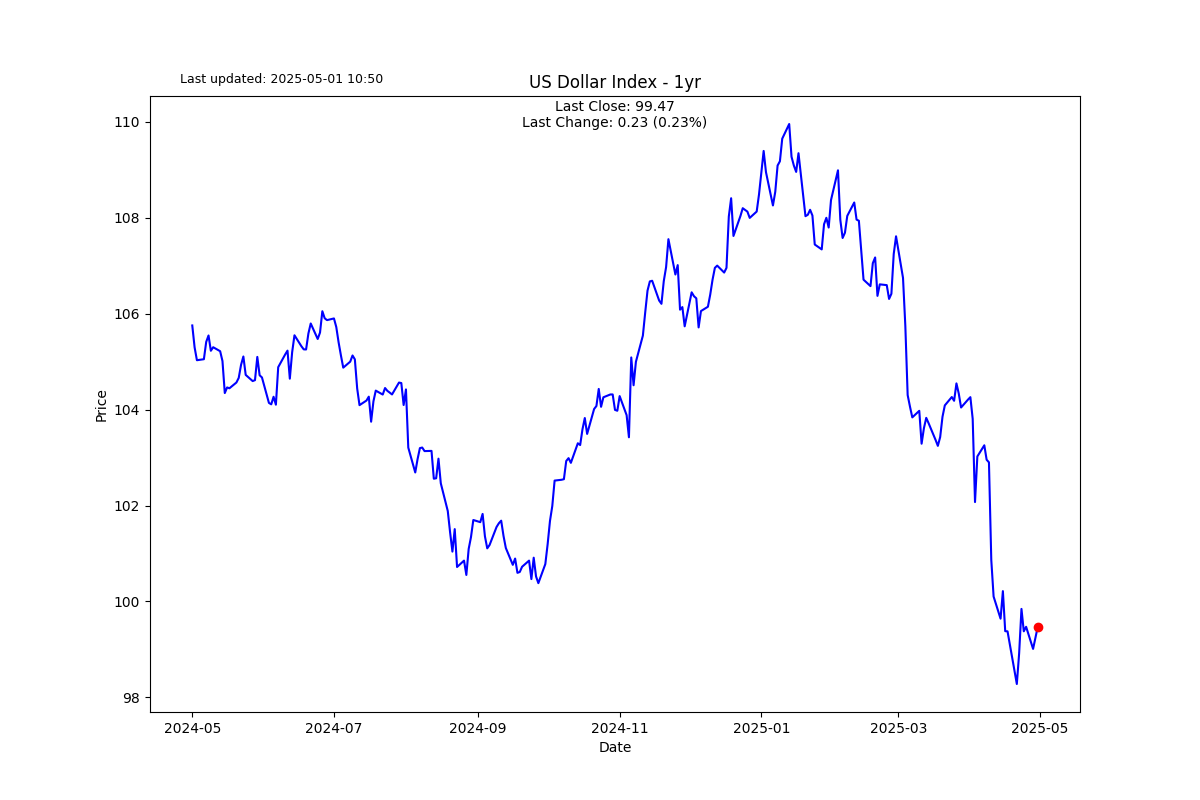 Last updated: 2025-05-01 10:50
US Dollar Index - 1yr
Last Close: 99.47
Last Change: 0.23 (0.23%)
110
108
106
104
102
100
98
Price
2024-05 2024-07 2024-09 2024-11 2025-01 2025-03 2025-05
Date